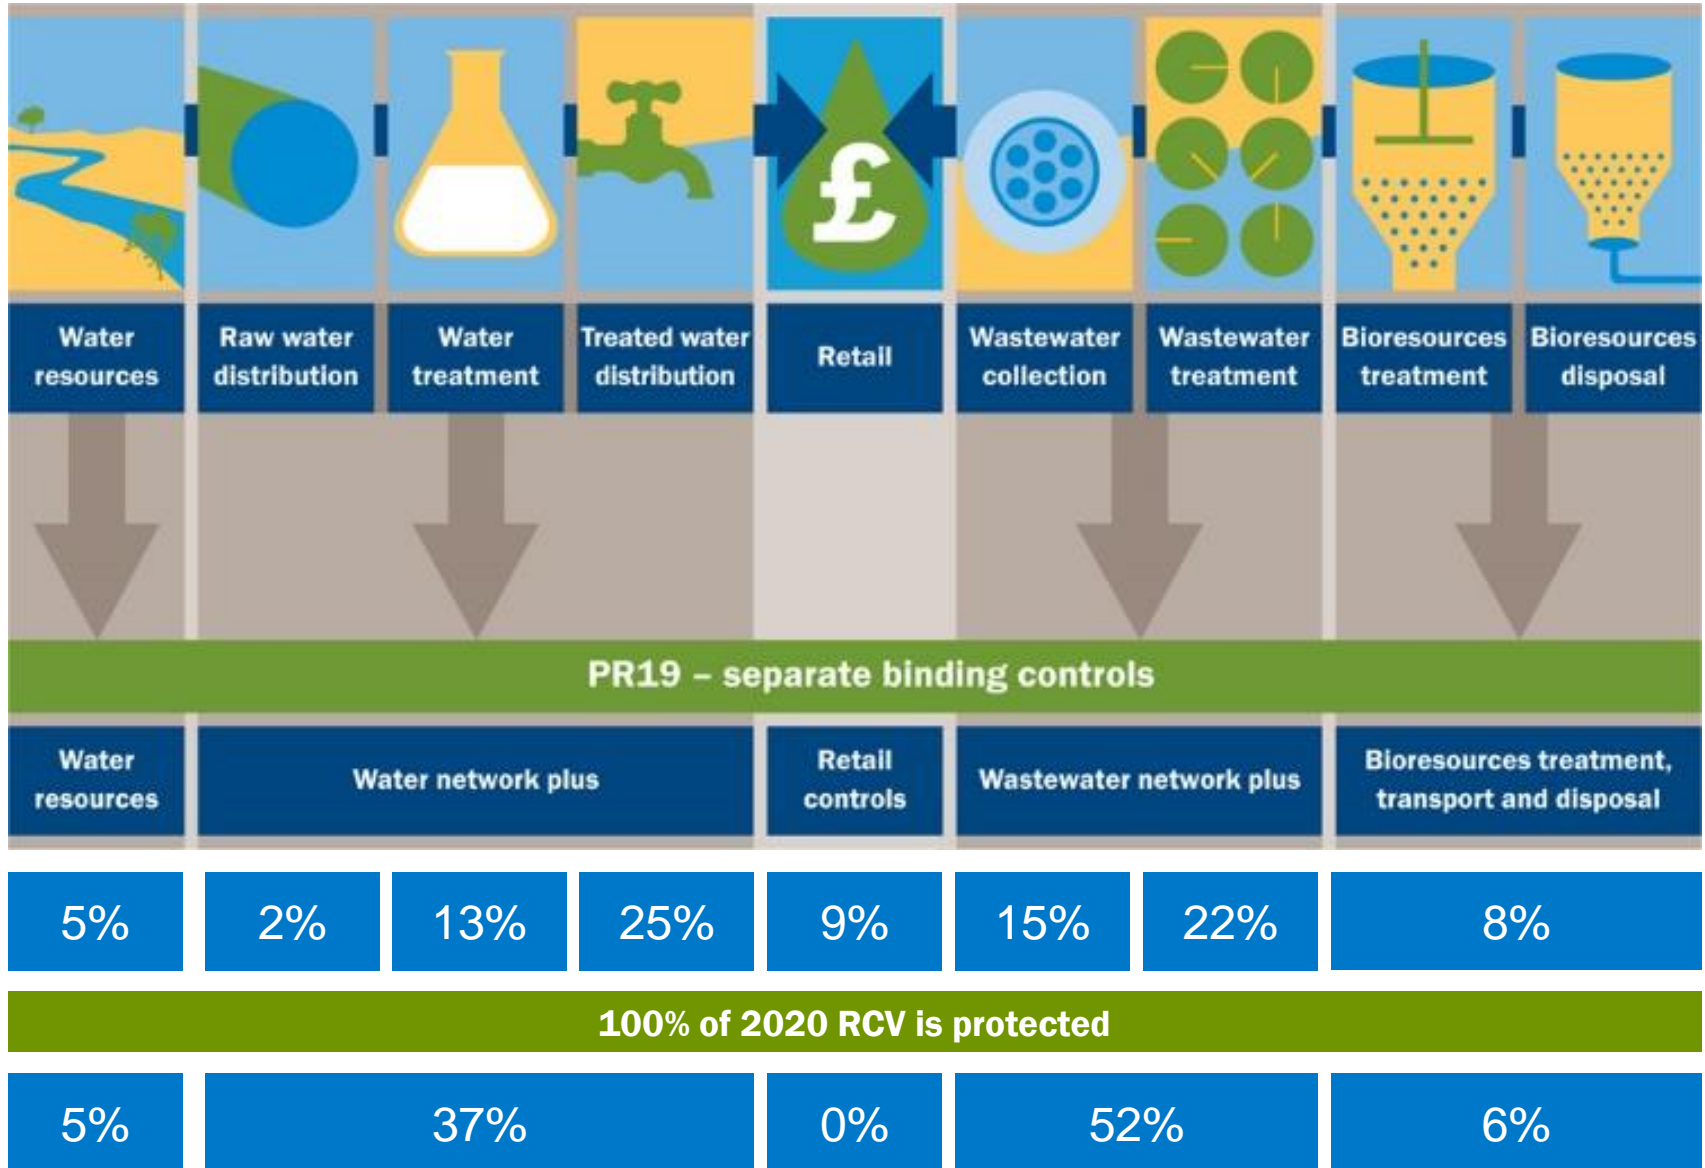 £
Water
resources
Raw water
distribution
Water
treatment
Treated water
distribution
Retail
Wastewater
collection
Wastewater
treatment
Bioresources
treatment
Bioresources
disposal
PR19 – separate binding controls
Water
resources
Water network plus
Retail
controls
Wastewater network plus
Bioresources treatment,
transport and disposal
5%
2%
13%
25%
9%
15%
22%
8%
100% of 2020 RCV is protected
5%
37%
0%
52%
6%